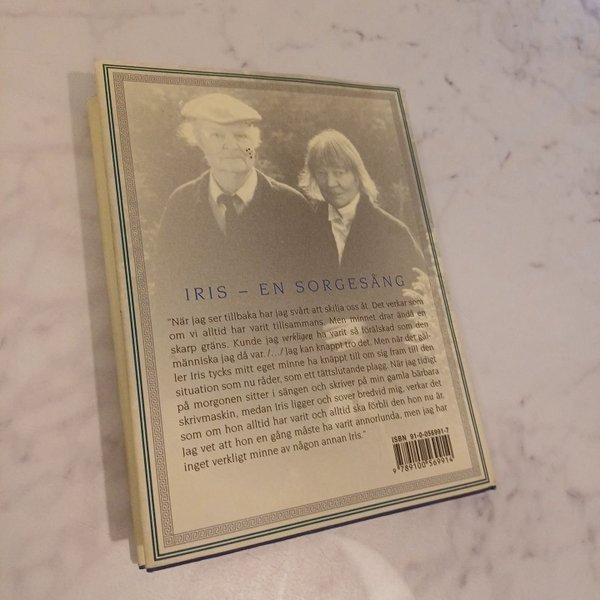 IRIS – EN SORGESÅNG
"När jag ser tillbaka har jag svårt att skilja oss åt. Det verkar som
om vi alltid har varit tillsammans. Men minnet drar ändå en
skarp gräns. Kunde jag verkligen ha varit så förälskad som den
människa jag då var. /.../ Jag kan knappt tro det. Men när det gäl-
ler Iris tycks mitt eget minne ha knäppt till om sig fram till den
situation som nu råder, som ett tättslutande plagg. När jag tidigt
på morgonen sitter i sängen och skriver på min gamla bärbara
skrivmaskin, medan Iris ligger och sover bredvid mig, verkar det
som om hon alltid har varit och alltid ska förbli den hon nu är.
Jag vet att hon en gång måste ha varit annorlunda, men jag har
inget verkligt minne av någon annan Iris."
ISBN 91-0-056991-7
9 789100 569914